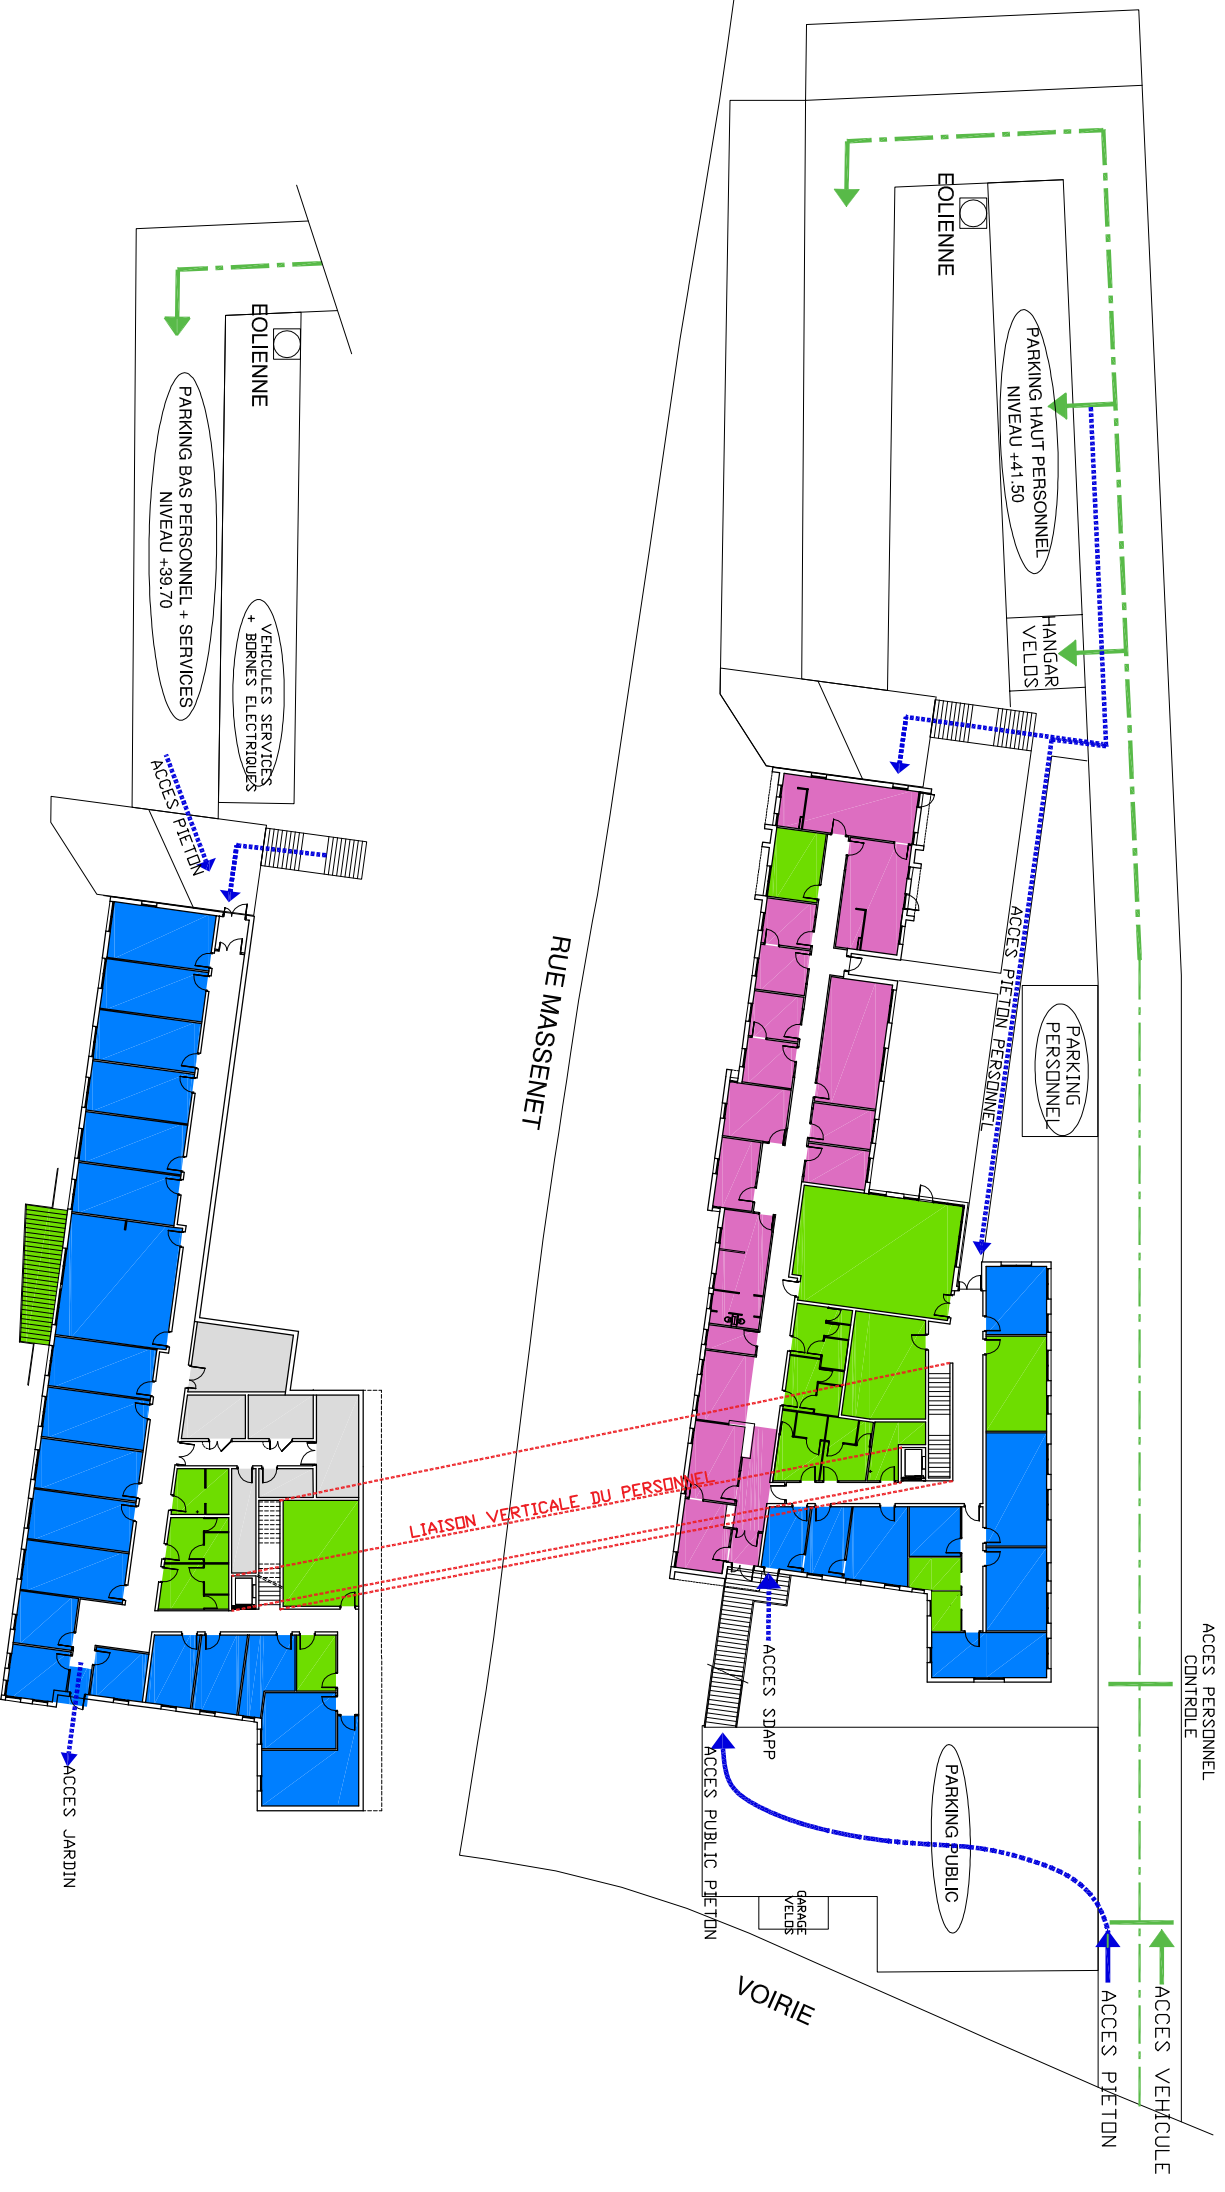 EOLIENNE
PARKING HAUT PERSONNEL
NIVEAU +41.50
HANGAR
VELOS
EOLIENNE
PARKING BAS PERSONNEL + SERVICES
NIVEAU +39.70
VEHICULES SERVICES
+ BORNES ELECTRIQUES
ACCES PIETON
RUE MASSENET
ACCES PIETON PERSONNEL
PARKING
PERSONNEL
LIAISON VERTICALE DU PERSONNEL
ACCES SDAPP
ACCES PUBLIC PIETON
ACCES JARDIN
PARKING PUBLIC
GARAGE
VELOS
VOIRIE
ACCES PERSONNEL
CONTROLE
ACCES PIETON
ACCES VEHICULE